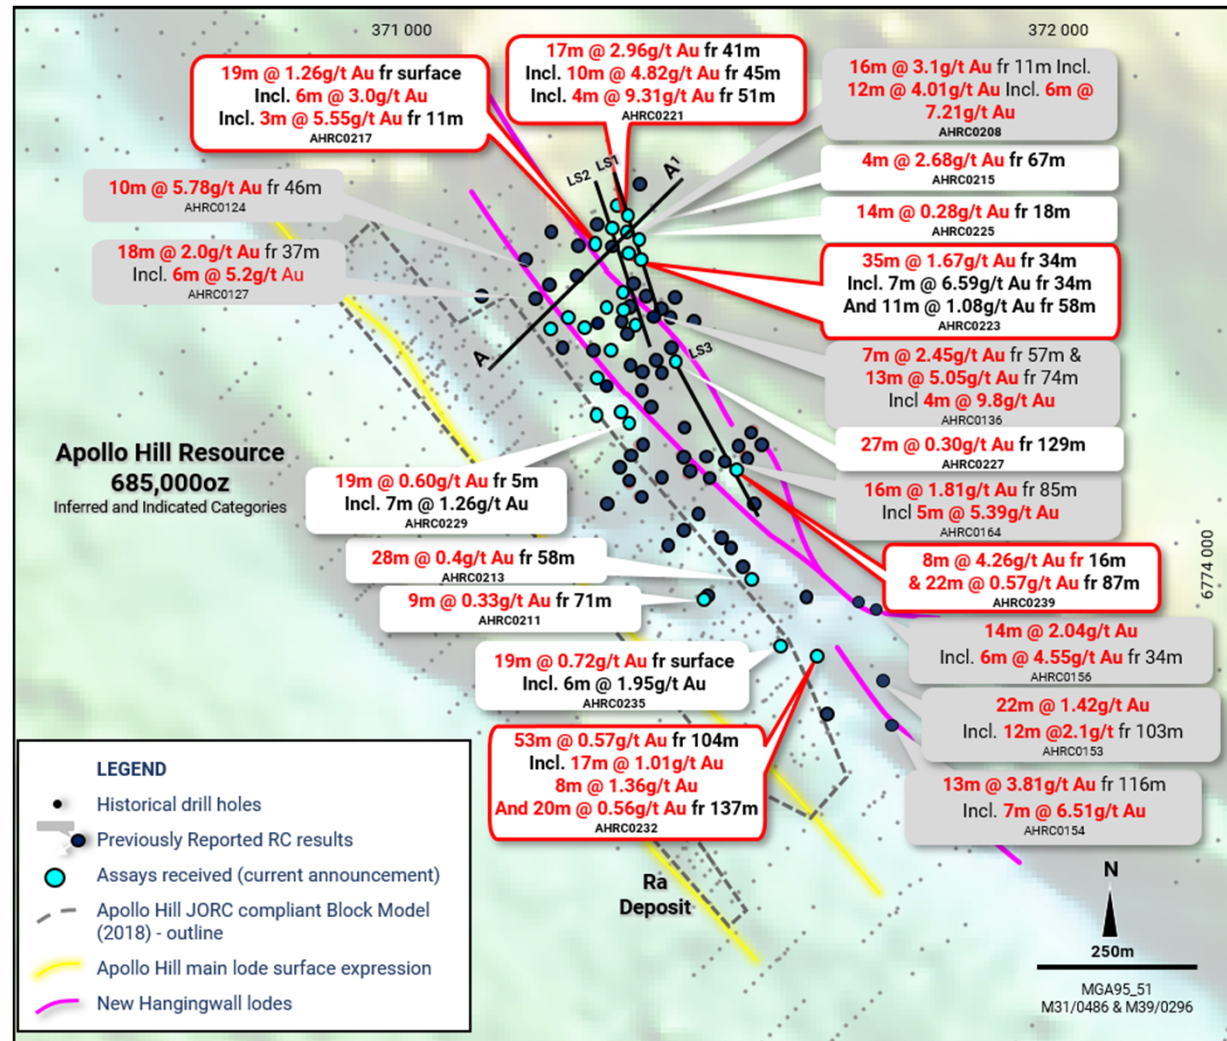 371 000
372 000
19m @ 1.26g/t Au fr surface
Incl. 6m @ 3.0g/t Au
Incl. 3m @ 5.55g/t Au fr 11m
AHRC0217
17m @ 2.96g/t Au fr 41m
Incl. 10m @ 4.82g/t Au fr 45m
Incl. 4m @ 9.31g/t Au fr 51m
AHRC0221
16m @ 3.1g/t Au fr 11m Incl.
12m @ 4.01g/t Au Incl. 6m @
7.21g/t Au
AHRC0208
4m @ 2.68g/t Au fr 67m
AHRC0215
14m @ 0.28g/t Au fr 18m
AHRC0225
10m @ 5.78g/t Au fr 46m
AHRC0124
18m @ 2.0g/t Au fr 37m
Incl. 6m @ 5.2g/t Au
AHRC0127
LS2
LS1
A1
A
LS3
35m @ 1.67g/t Au fr 34m
Incl. 7m @ 6.59g/t Au fr 34m
And 11m @ 1.08g/t Au fr 58m
AHRC0223
7m @ 2.45g/t Au fr 57m &
13m @ 5.05g/t Au fr 74m
Incl 4m @ 9.8g/t Au
AHRC0136
27m @ 0.30g/t Au fr 129m
AHRC0227
16m @ 1.81g/t Au fr 85m
Incl 5m @ 5.39g/t Au
AHRC0164
Apollo Hill Resource
685,000oz
Inferred and Indicated Categories
19m @ 0.60g/t Au fr 5m
Incl. 7m @ 1.26g/t Au
AHRC0229
28m @ 0.4g/t Au fr 58m
AHRC0213
9m @ 0.33g/t Au fr 71m
AHRC0211
8m @ 4.26g/t Au fr 16m
& 22m @ 0.57g/t Au fr 87m
AHRC0239
6774 000
14m @ 2.04g/t Au
Incl. 6m @ 4.55g/t Au fr 34m
AHRC0156
19m @ 0.72g/t Au fr surface
Incl. 6m @ 1.95g/t Au
AHRC0235
22m @ 1.42g/t Au
Incl. 12m @2.1g/t fr 103m
AHRC0153
53m @ 0.57g/t Au fr 104m
Incl. 17m @ 1.01g/t Au
8m @ 1.36g/t Au
And 20m @ 0.56g/t Au fr 137m
AHRC0232
13m @ 3.81g/t Au fr 116m
Incl. 7m @ 6.51g/t Au
AHRC0154
LEGEND
Historical drill holes
Previously Reported RC results
Assays received (current announcement)
Apollo Hill JORC compliant Block Model
(2018) - outline
Apollo Hill main lode surface expression
New Hangingwall lodes
Ra
Deposit
N
250m
MGA95_51
M31/0486 & M39/0296